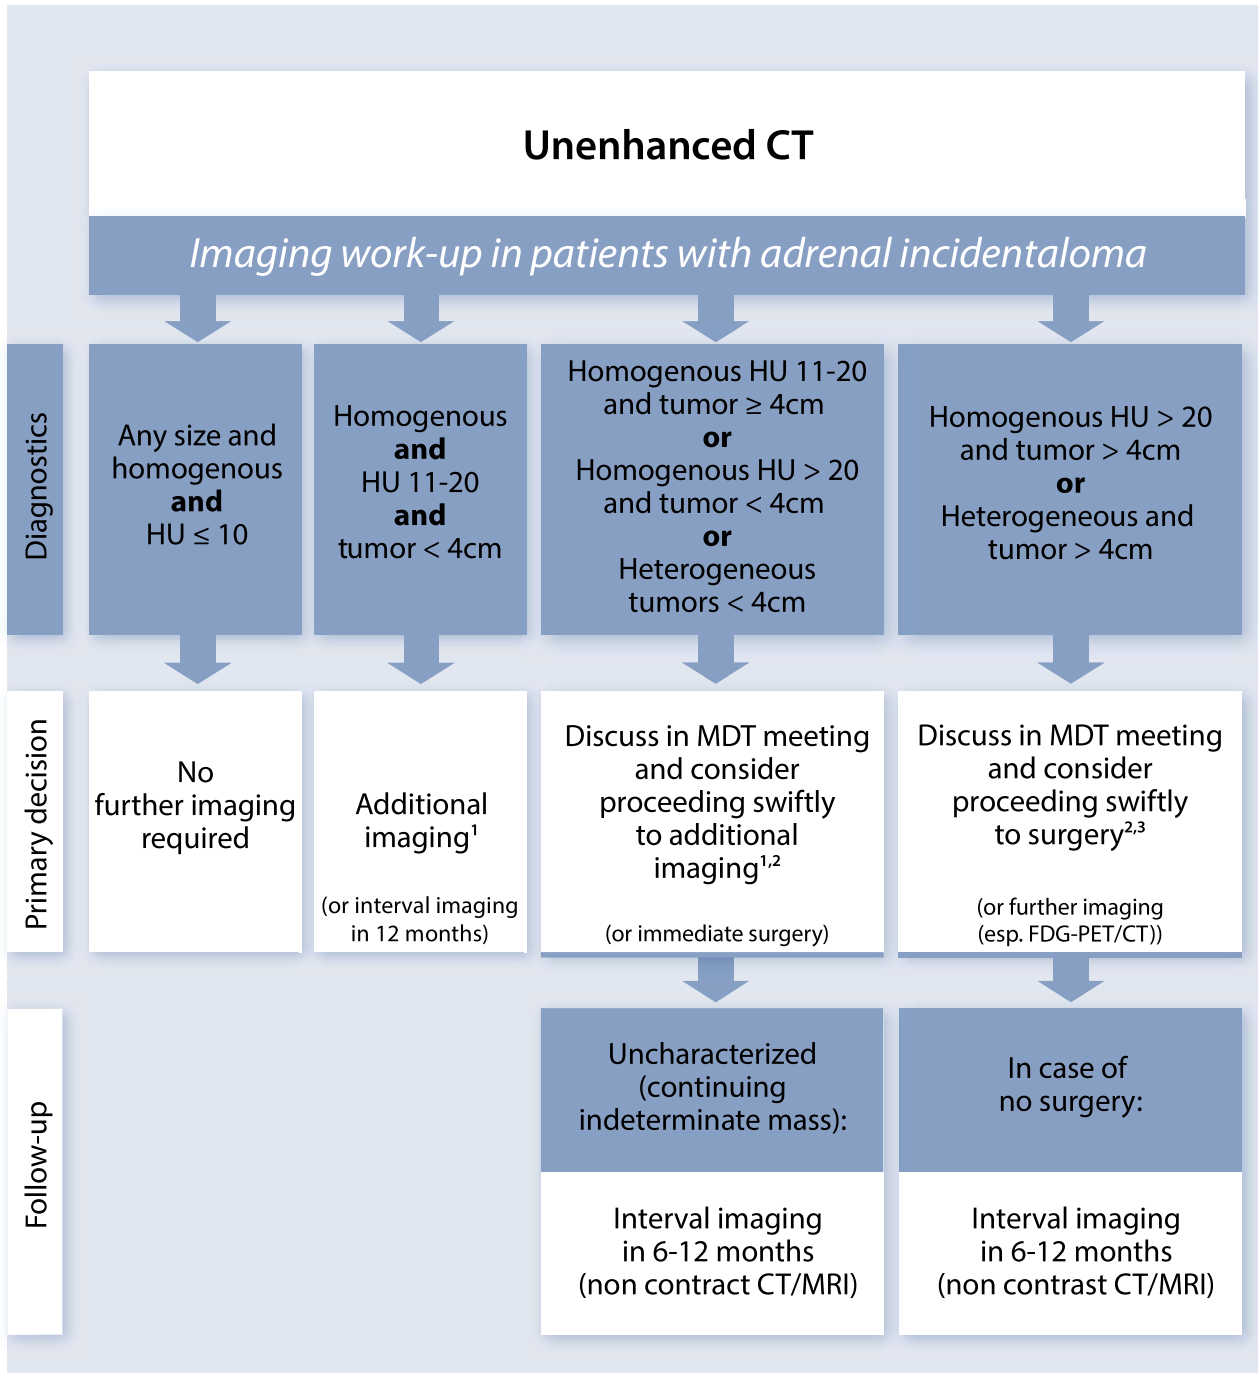 Unenhanced CT
Imaging work-up in patients with adrenal incidentaloma
Diagnostics
Any size and
homogenous
and
HU ≤ 10
Homogenous
and
HU 11-20
and
tumor < 4cm
Homogenous HU 11-20
and tumor ≥ 4cm
or
Homogenous HU > 20
and tumor < 4cm
or
Heterogeneous
tumors < 4cm
Homogenous HU > 20
and tumor > 4cm
or
Heterogeneous and
tumor > 4cm
Primary decision
No
further imaging
required
Additional
imaging¹
(or interval imaging
in 12 months)
Discuss in MDT meeting
and consider
proceeding swiftly
to additional
imaging¹,²
(or immediate surgery)
Discuss in MDT meeting
and consider
proceeding swiftly
to surgery²,³
(or further imaging
(esp. FDG-PET/CT))
Follow-up
Uncharacterized
(continuing
indeterminate mass):
Interval imaging
in 6-12 months
(non contract CT/MRI)
In case of
no surgery:
Interval imaging
in 6-12 months
(non contrast CT/MRI)